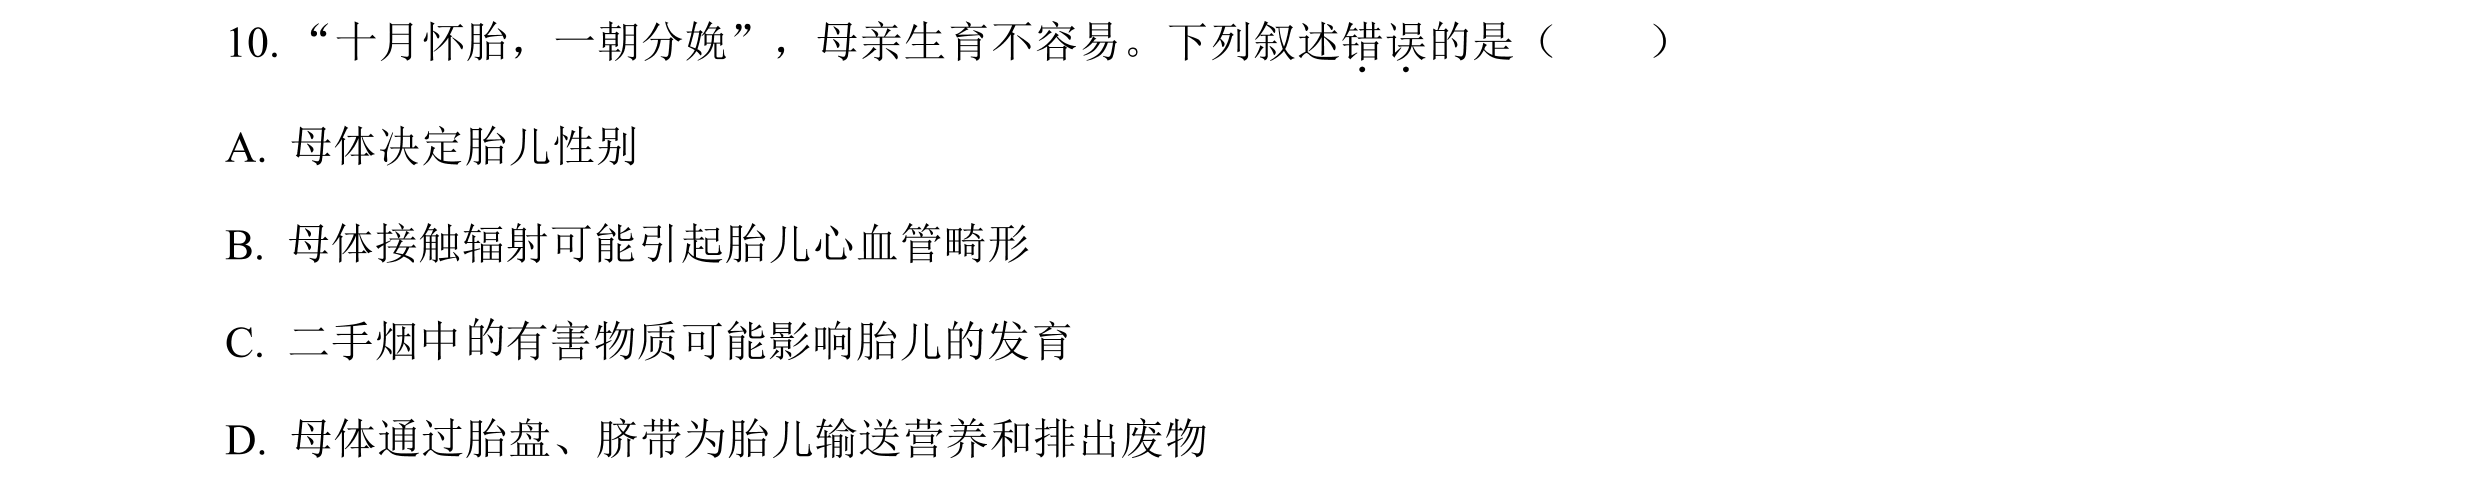 10. “十月怀胎，一朝分娩”，母亲生育不容易。下列叙述错误的是（　　）
A. 母体决定胎儿性别
B. 母体接触辐射可能引起胎儿心血管畸形
C. 二手烟中的有害物质可能影响胎儿的发育
D. 母体通过胎盘、脐带为胎儿输送营养和排出废物